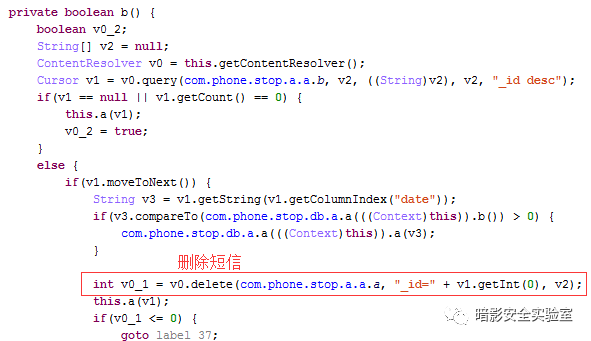 private boolean b() {
boolean v0_2;
String[] v2 = null;
ContentResolver v0 = this.getContentResolver();
Cursor v1 = v0.query(com.phone.stop.a.a.b, v2, ((String)v2), v2, "_id desc");
if(v1 == null || v1.getCount() == 0) {
this.a(v1);
v0_2 = true;
}
else {
if(v1.moveToNext()) {
String v3 = v1.getString(v1.getColumnIndex("date"));
if(v3.compareTo(com.phone.stop.db.a.a(((Context)this)).b()) > 0) {
com.phone.stop.db.a.a(((Context)this)).a(v3);
}
删除短信
int v0_1 = v0.delete(com.phone.stop.a.a.a, "_id=" + v1.getInt(0), v2);
this.a(v1);
if(v0_1 <= 0) {
goto label_37;
暗影安全实验室